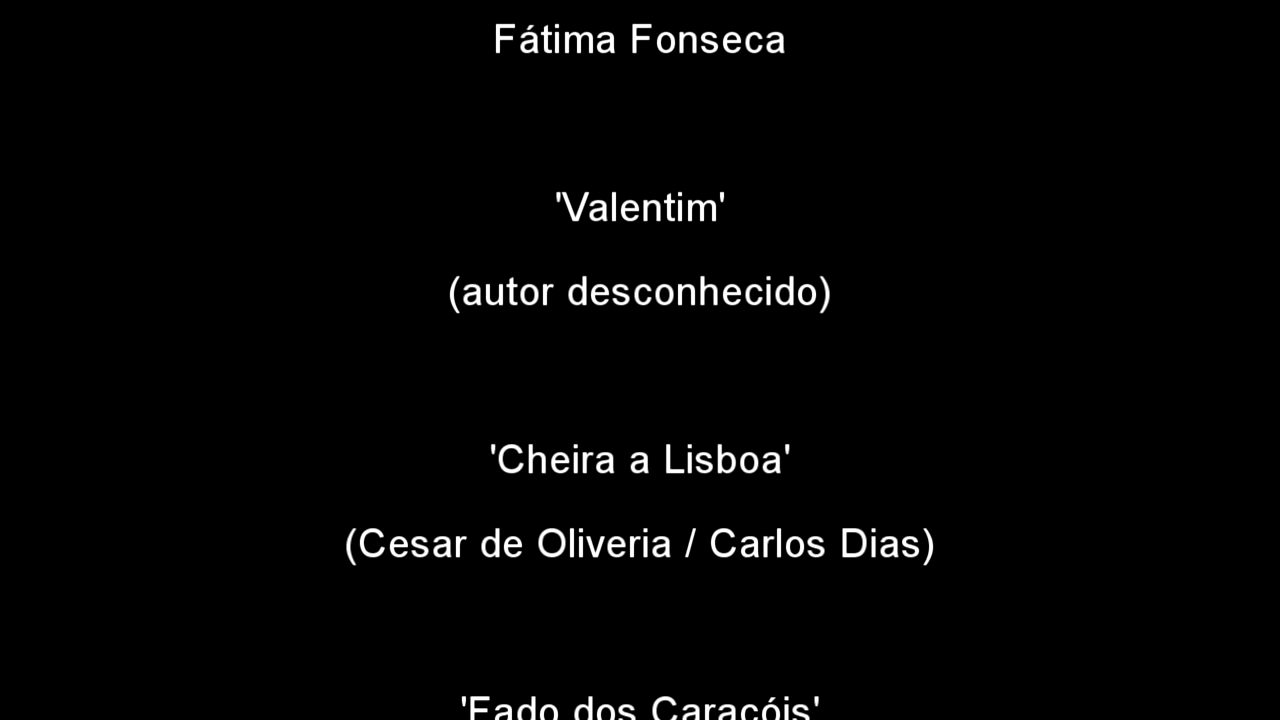 Fátima Fonseca
'Valentim'
(autor desconhecido)
'Cheira a Lisboa'
(Cesar de Oliveria / Carlos Dias)
'Fado dos Caracóis'